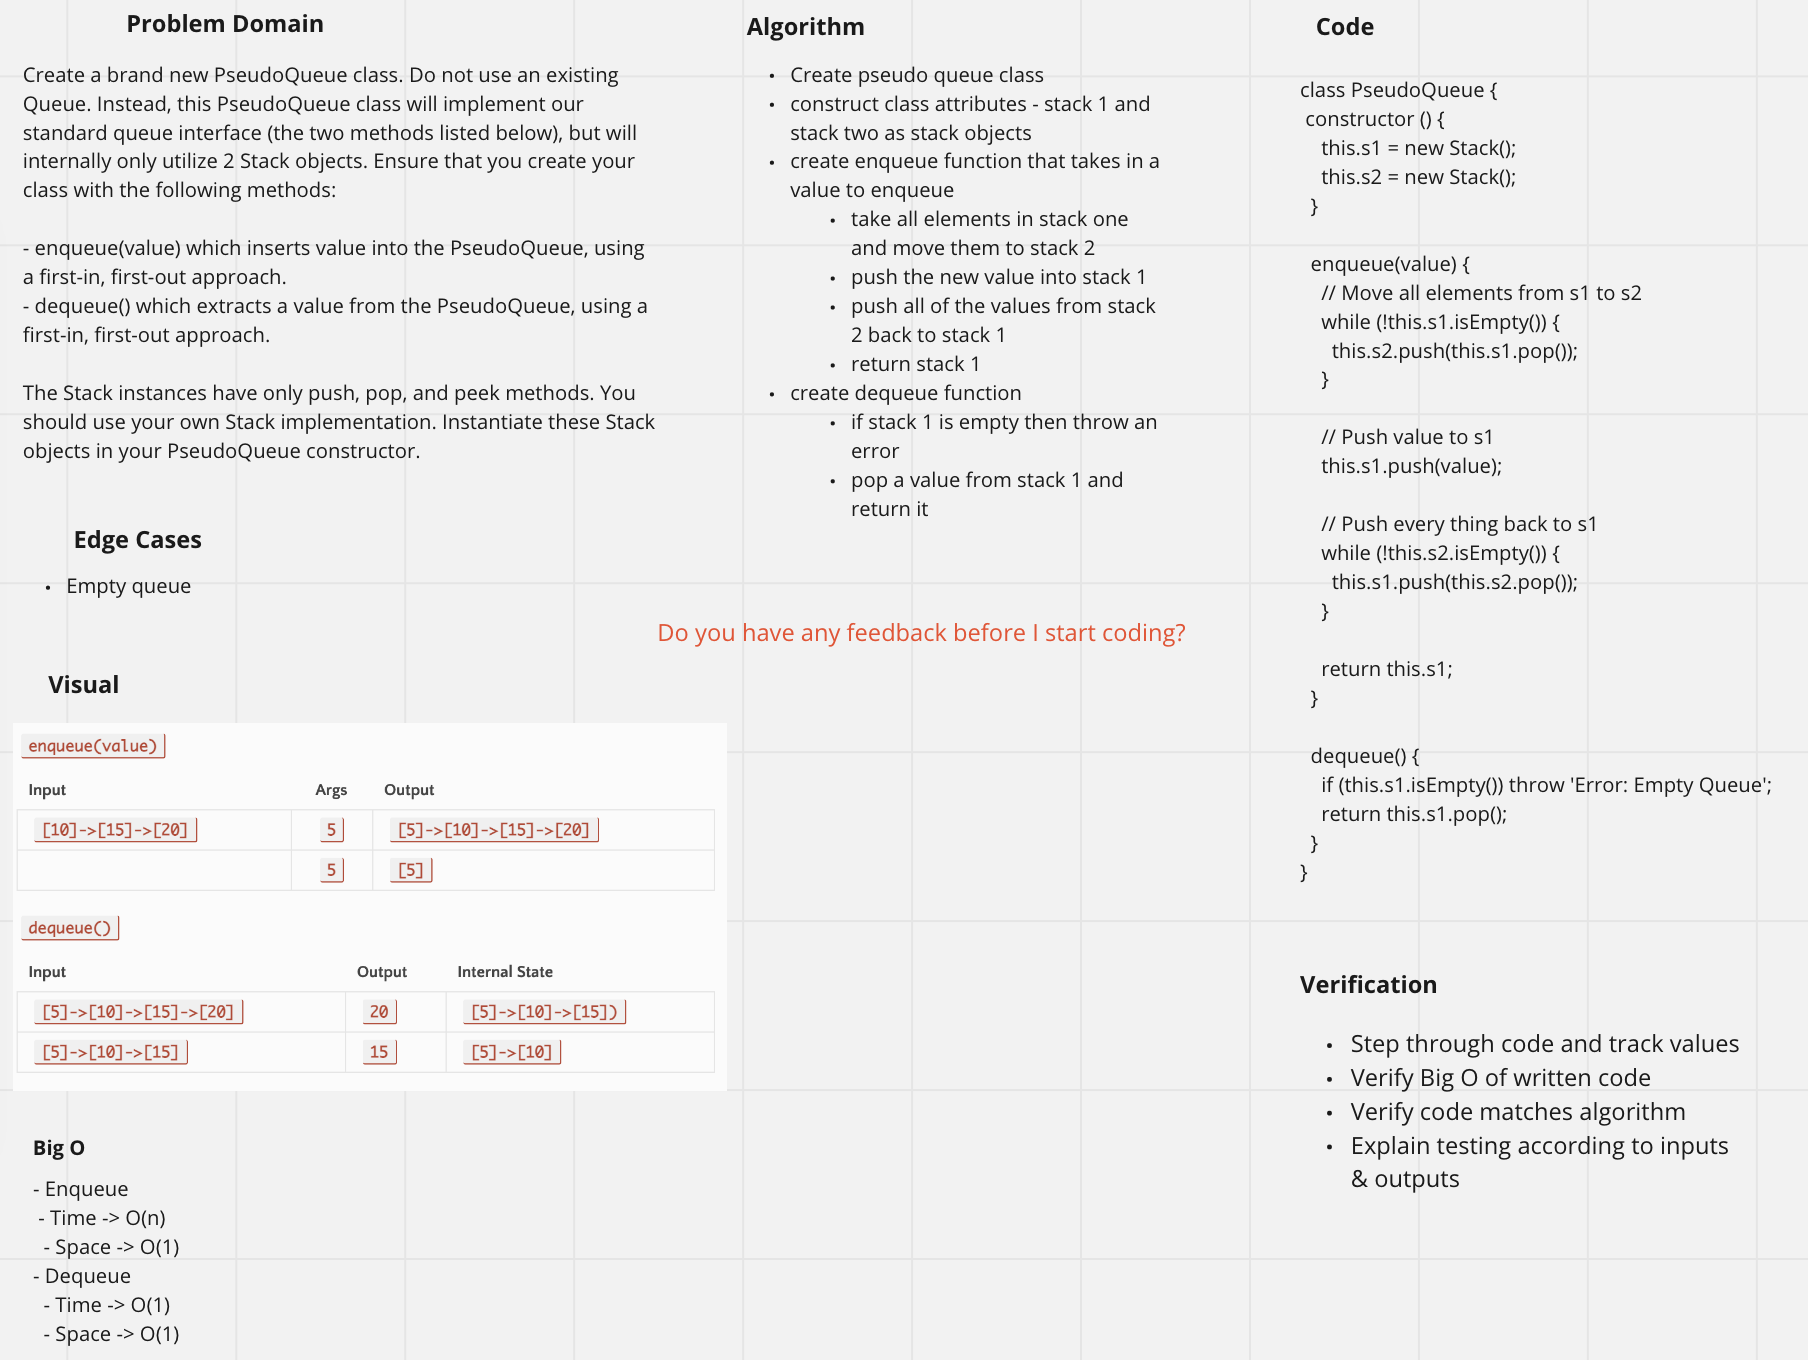 Problem Domain
Create a brand new PseudoQueue class. Do not use an existing
Queue. Instead, this PseudoQueue class will implement our
standard queue interface (the two methods listed below), but will
internally only utilize 2 Stack objects. Ensure that you create your
class with the following methods:
- enqueue(value) which inserts value into the PseudoQueue, using
a first-in, first-out approach.
- dequeue() which extracts a value from the PseudoQueue, using a
first-in, first-out approach.
The Stack instances have only push, pop, and peek methods. You
should use your own Stack implementation. Instantiate these Stack
objects in your PseudoQueue constructor.
Edge Cases
• Empty queue
Visual
enqueue(value)
Input Args Output
[10]->[15]->[20] 5 [5]->[10]->[15]->[20]
5 [5]
dequeue()
Input Output Internal State
[5]->[10]->[15]->[20] 20 [5]->[10]->[15])
[5]->[10]->[15] 15 [5]->[10]
Big O
- Enqueue
- Time -> O(n)
- Space -> O(1)
- Dequeue
- Time -> O(1)
- Space -> O(1)
Algorithm
• Create pseudo queue class
• construct class attributes - stack 1 and
stack two as stack objects
• create enqueue function that takes in a
value to enqueue
• take all elements in stack one
and move them to stack 2
• push the new value into stack 1
• push all of the values from stack
2 back to stack 1
• return stack 1
• create dequeue function
• if stack 1 is empty then throw an
error
• pop a value from stack 1 and
return it
Do you have any feedback before I start coding?
Code
class PseudoQueue {
constructor () {
this.s1 = new Stack();
this.s2 = new Stack();
}
enqueue(value) {
// Move all elements from s1 to s2
while (!this.s1.isEmpty()) {
this.s2.push(this.s1.pop());
}
// Push value to s1
this.s1.push(value);
// Push every thing back to s1
while (!this.s2.isEmpty()) {
this.s1.push(this.s2.pop());
}
return this.s1;
}
dequeue() {
if (this.s1.isEmpty()) throw 'Error: Empty Queue';
return this.s1.pop();
}
}
Verification
• Step through code and track values
• Verify Big O of written code
• Verify code matches algorithm
• Explain testing according to inputs
& outputs